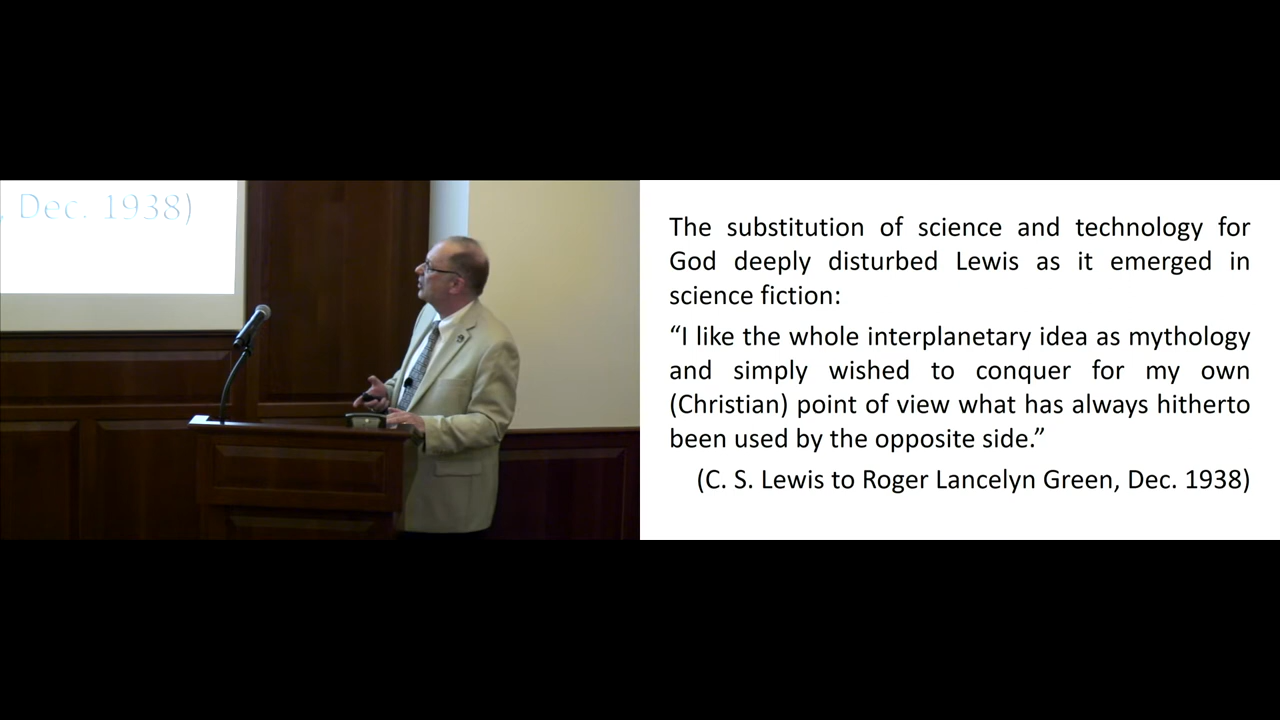 , Dec. 1938)
The substitution of science and technology for
God deeply disturbed Lewis as it emerged in
science fiction:
“I like the whole interplanetary idea as mythology
and simply wished to conquer for my own
(Christian) point of view what has always hitherto
been used by the opposite side.”
(C. S. Lewis to Roger Lancelyn Green, Dec. 1938)